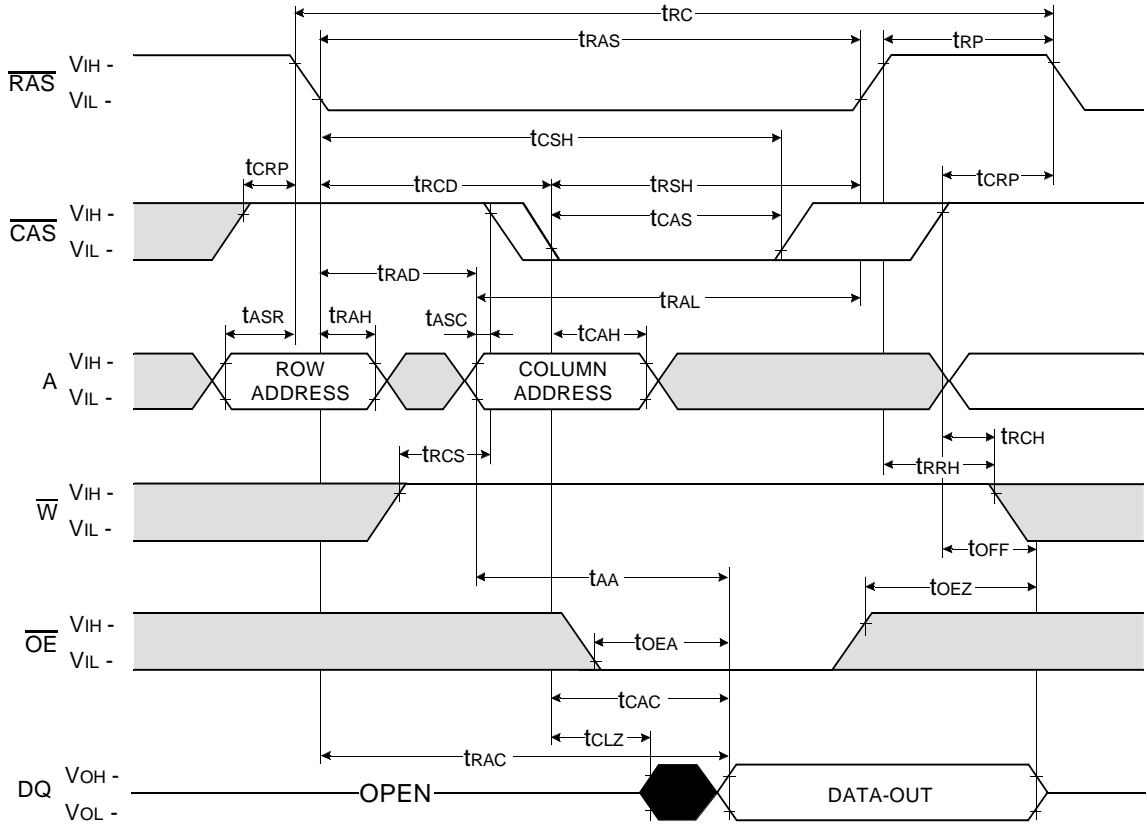 tRC
tRAS
tRP
RAS
VIH -
VIL -
tCSH
tCRP
tRCD
tRSH
tCRP
CAS
VIH -
VIL -
tCAS
tRAD
tRAL
tASR
tRAH
tASC
tCAH
A
VIH -
VIL -
ROW
ADDRESS
COLUMN
ADDRESS
tRCH
tRCS
tRRH
W
VIH -
VIL -
tOFF
tAA
tOEZ
OE
VIH -
VIL -
tOEA
tCAC
tCLZ
tRAC
DQ
VOH -
VOL -
OPEN
DATA-OUT